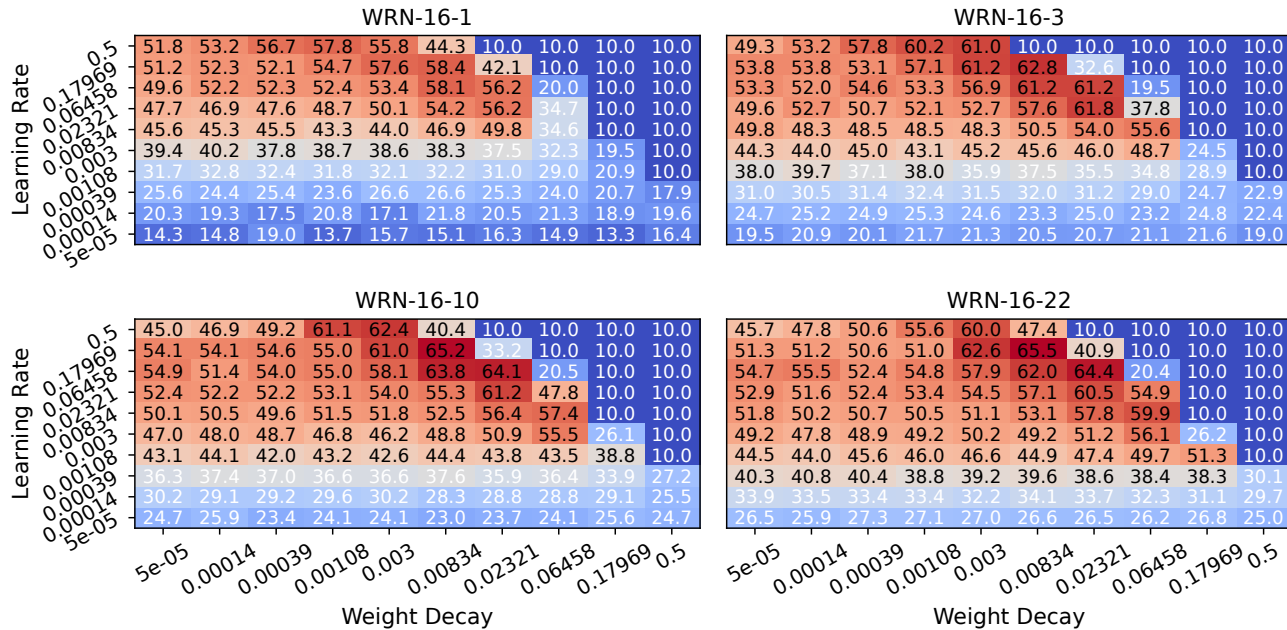 WRN-16-1
WRN-16-3
Learning Rate
0.5 51.8 53.2 56.7 57.8 55.8 44.3 10.0 10.0 10.0 10.0
0.17969 51.2 52.3 52.1 54.7 57.6 58.4 42.1 10.0 10.0 10.0
0.06458 49.6 52.2 52.3 52.4 53.4 58.1 56.2 20.0 10.0 10.0
0.02321 47.7 46.9 47.6 48.7 50.1 54.2 56.2 34.7 10.0 10.0
0.00834 45.6 45.3 45.5 43.3 44.0 46.9 49.8 34.6 10.0 10.0
0.003 39.4 40.2 37.8 38.7 38.6 38.3 37.5 32.3 19.5 10.0
0.00108 31.7 32.8 32.4 31.8 32.1 32.2 31.0 29.0 20.9 10.0
0.00039 25.6 24.4 25.4 23.6 26.6 26.6 25.3 24.0 20.7 17.9
0.00014 20.3 19.3 17.5 20.8 17.1 21.8 20.5 21.3 18.9 19.6
5e-05 14.3 14.8 19.0 13.7 15.7 15.1 16.3 14.9 13.3 16.4
49.3 53.2 57.8 60.2 61.0 10.0 10.0 10.0 10.0 10.0
53.8 53.8 53.1 57.1 61.2 62.8 32.6 10.0 10.0 10.0
53.3 52.0 54.6 53.3 56.9 61.2 61.2 19.5 10.0 10.0
49.6 52.7 50.7 52.1 52.7 57.6 61.8 37.8 10.0 10.0
49.8 48.3 48.5 48.5 48.3 50.5 54.0 55.6 10.0 10.0
44.3 44.0 45.0 43.1 45.2 45.6 46.0 48.7 24.5 10.0
38.0 39.7 37.1 38.0 35.9 37.5 35.5 34.8 28.9 10.0
31.0 30.5 31.4 32.4 31.5 32.0 31.2 29.0 24.7 22.9
24.7 25.2 24.9 25.3 24.6 23.3 25.0 23.2 24.8 22.4
19.5 20.9 20.1 21.7 21.3 20.5 20.7 21.1 21.6 19.0
WRN-16-10
WRN-16-22
Learning Rate
0.5 45.0 46.9 49.2 61.1 62.4 40.4 10.0 10.0 10.0 10.0
0.17969 54.1 54.1 54.6 55.0 61.0 65.2 33.2 10.0 10.0 10.0
0.06458 54.9 51.4 54.0 55.0 58.1 63.8 64.1 20.5 10.0 10.0
0.02321 52.4 52.2 52.2 53.1 54.0 55.3 61.2 47.8 10.0 10.0
0.00834 50.1 50.5 49.6 51.5 51.8 52.5 56.4 57.4 10.0 10.0
0.003 47.0 48.0 48.7 46.8 46.2 48.8 50.9 55.5 26.1 10.0
0.00108 43.1 44.1 42.0 43.2 42.6 44.4 43.8 43.5 38.8 10.0
0.00039 36.3 37.4 37.0 36.0 36.6 37.6 35.9 36.4 33.9 27.2
0.00014 30.2 29.1 29.2 29.6 30.2 28.3 28.8 28.8 29.1 25.5
5e-05 24.7 25.9 23.4 24.1 24.1 23.0 23.7 24.1 25.6 24.7
45.7 47.8 50.6 55.6 60.0 47.4 10.0 10.0 10.0 10.0
51.3 51.2 50.6 51.0 62.6 65.5 40.9 10.0 10.0 10.0
54.7 55.5 52.4 54.8 57.9 62.0 64.4 20.4 10.0 10.0
52.9 51.6 52.4 53.4 54.5 57.1 60.5 54.9 10.0 10.0
51.8 50.2 50.7 50.5 51.1 53.1 57.8 59.9 10.0 10.0
49.2 47.8 48.9 49.2 50.2 49.2 51.2 56.1 26.2 10.0
44.5 44.0 45.6 46.0 46.6 44.9 47.4 49.7 51.3 10.0
40.3 40.8 40.4 38.8 39.2 39.6 38.6 38.4 38.3 30.1
33.9 33.5 33.4 33.4 32.2 34.1 33.7 32.3 31.1 29.7
26.5 25.9 27.3 27.1 27.0 26.6 26.5 26.2 26.8 25.0
5e-05 0.00014 0.00039 0.00108 0.003 0.00834 0.02321 0.06458 0.17969 0.5
5e-05 0.00014 0.00039 0.00108 0.003 0.00834 0.02321 0.06458 0.17969 0.5
Weight Decay
Weight Decay